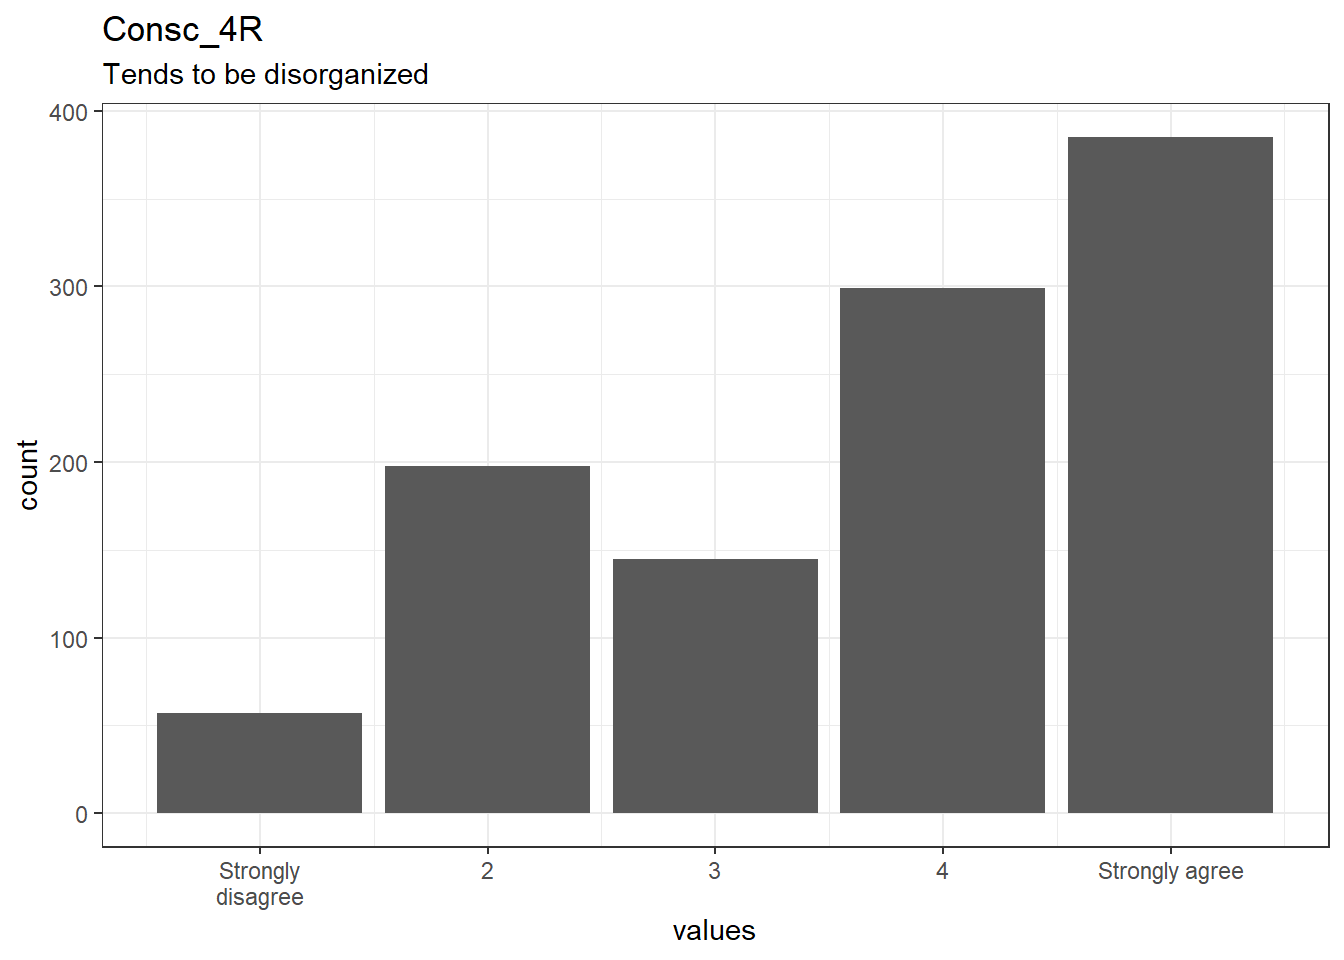 Consc_4R
Tends to be disorganized
400
300
200
100
0
count
Strongly
disagree
2
3
4
Strongly agree
values